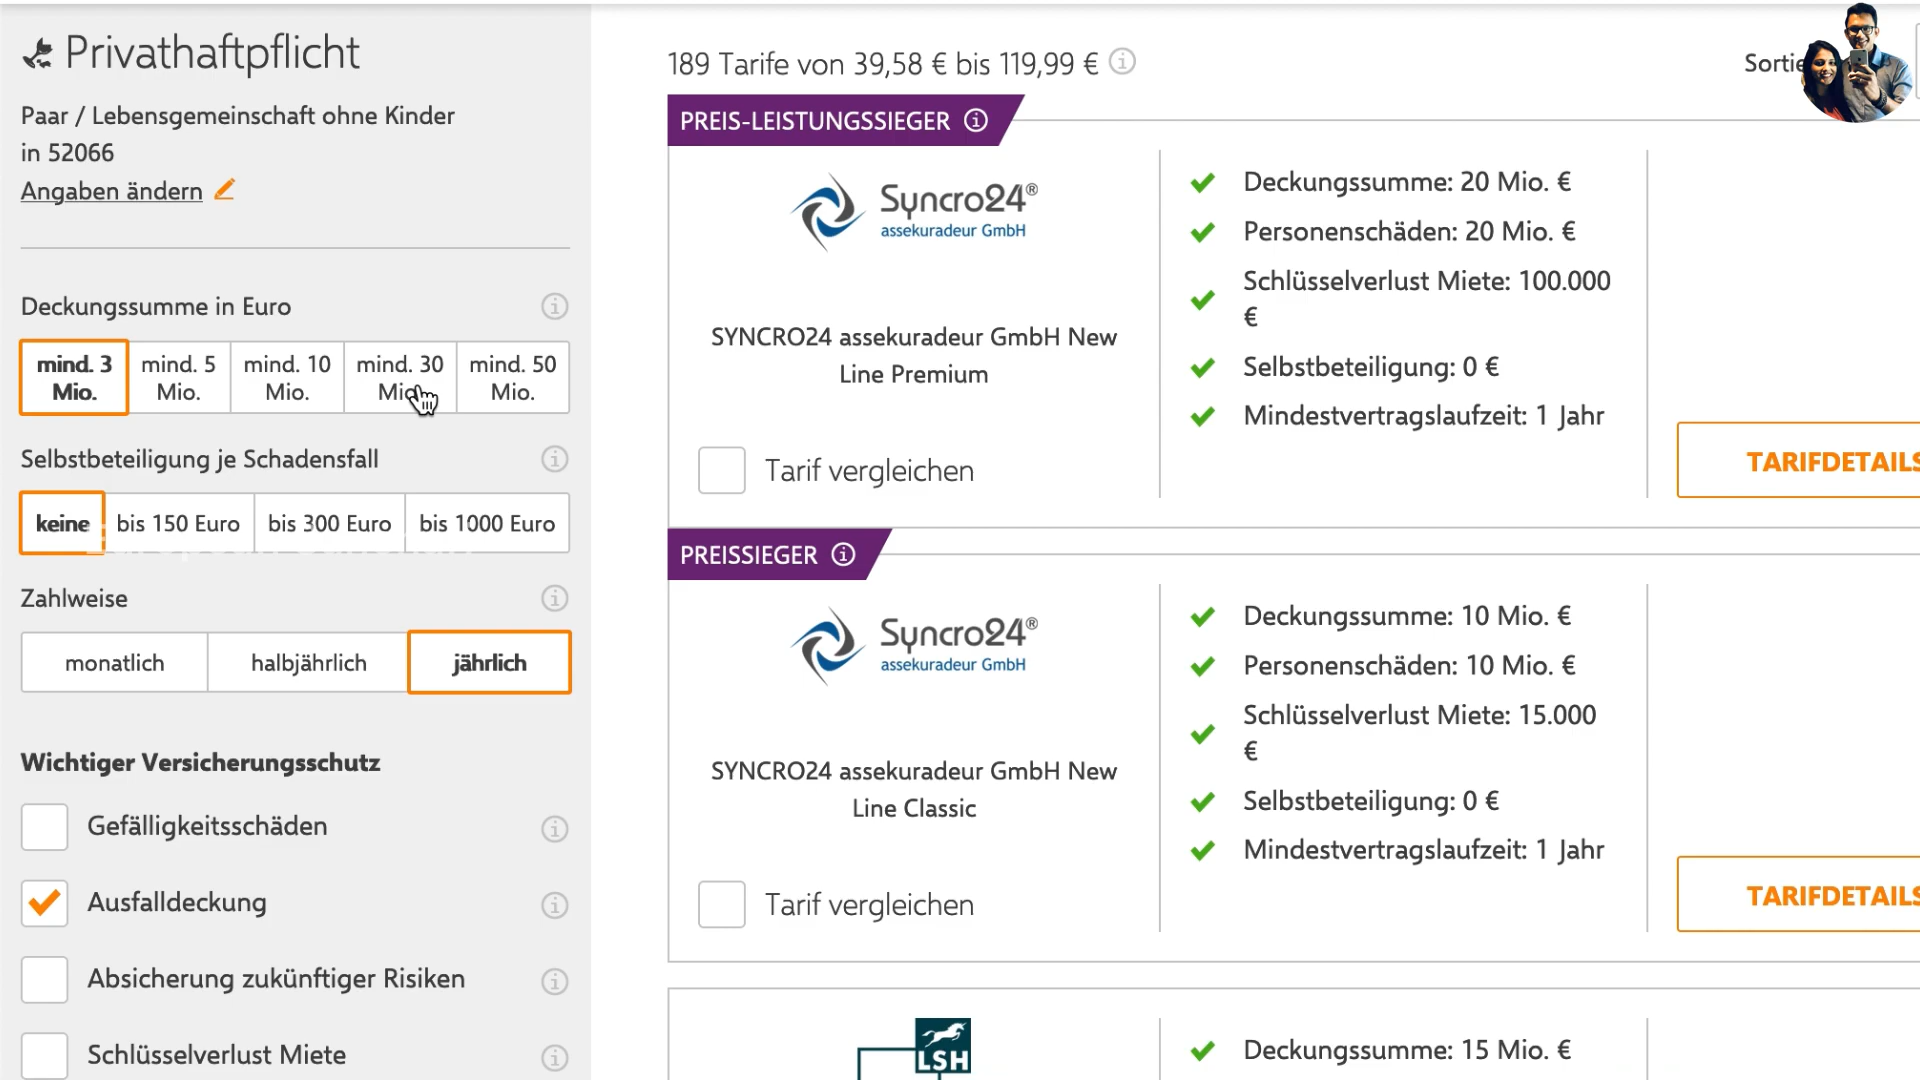 Privathaftpflicht
Paar / Lebensgemeinschaft ohne Kinder
in 52066
Angaben ändern
Deckungssumme in Euro
mind. 3 Mio.
mind. 5 Mio.
mind. 10 Mio.
mind. 30 Mio.
mind. 50 Mio.
Selbstbeteiligung je Schadensfall
keine
bis 150 Euro
bis 300 Euro
bis 1000 Euro
Zahlweise
monatlich
halbjährlich
jährlich
Wichtiger Versicherungsschutz
Gefälligkeitsschäden
Ausfalldeckung
Absicherung zukünftiger Risiken
Schlüsselverlust Miete
189 Tarife von 39,58 € bis 119,99 €
PREIS-LEISTUNGSSIEGER
Syncro24®
assekuradeur GmbH
SYNCRO24 assekuradeur GmbH New
Line Premium
Tarif vergleichen
Deckungssumme: 20 Mio. €
Personenschäden: 20 Mio. €
Schlüsselverlust Miete: 100.000
€
Selbstbeteiligung: 0 €
Mindestvertragslaufzeit: 1 Jahr
TARIFDETAILS
PREISSIEGER
Syncro24®
assekuradeur GmbH
SYNCRO24 assekuradeur GmbH New
Line Classic
Tarif vergleichen
Deckungssumme: 10 Mio. €
Personenschäden: 10 Mio. €
Schlüsselverlust Miete: 15.000
€
Selbstbeteiligung: 0 €
Mindestvertragslaufzeit: 1 Jahr
TARIFDETAILS
LSH
Deckungssumme: 15 Mio. €